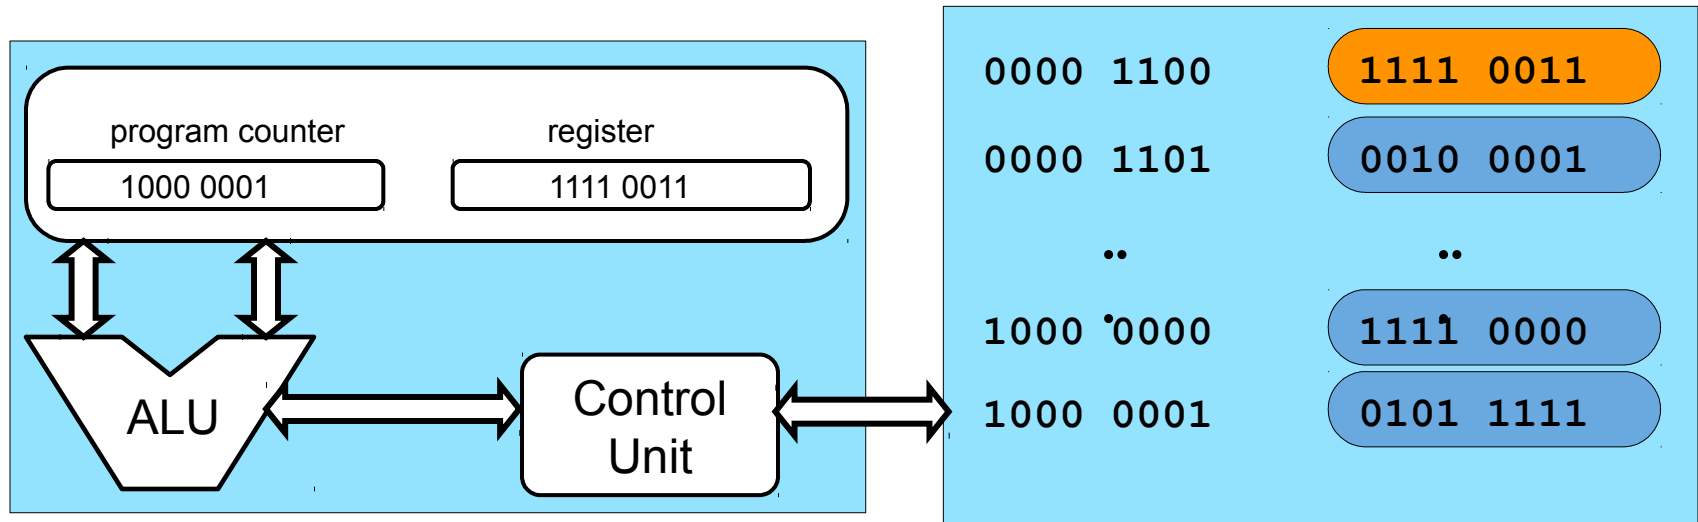 program counter register
1000 0001 1111 0011
ALU
Control
Unit
0000 1100 1111 0011
0000 1101 0010 0001
1000 0000 1111 0000
1000 0001 0101 1111